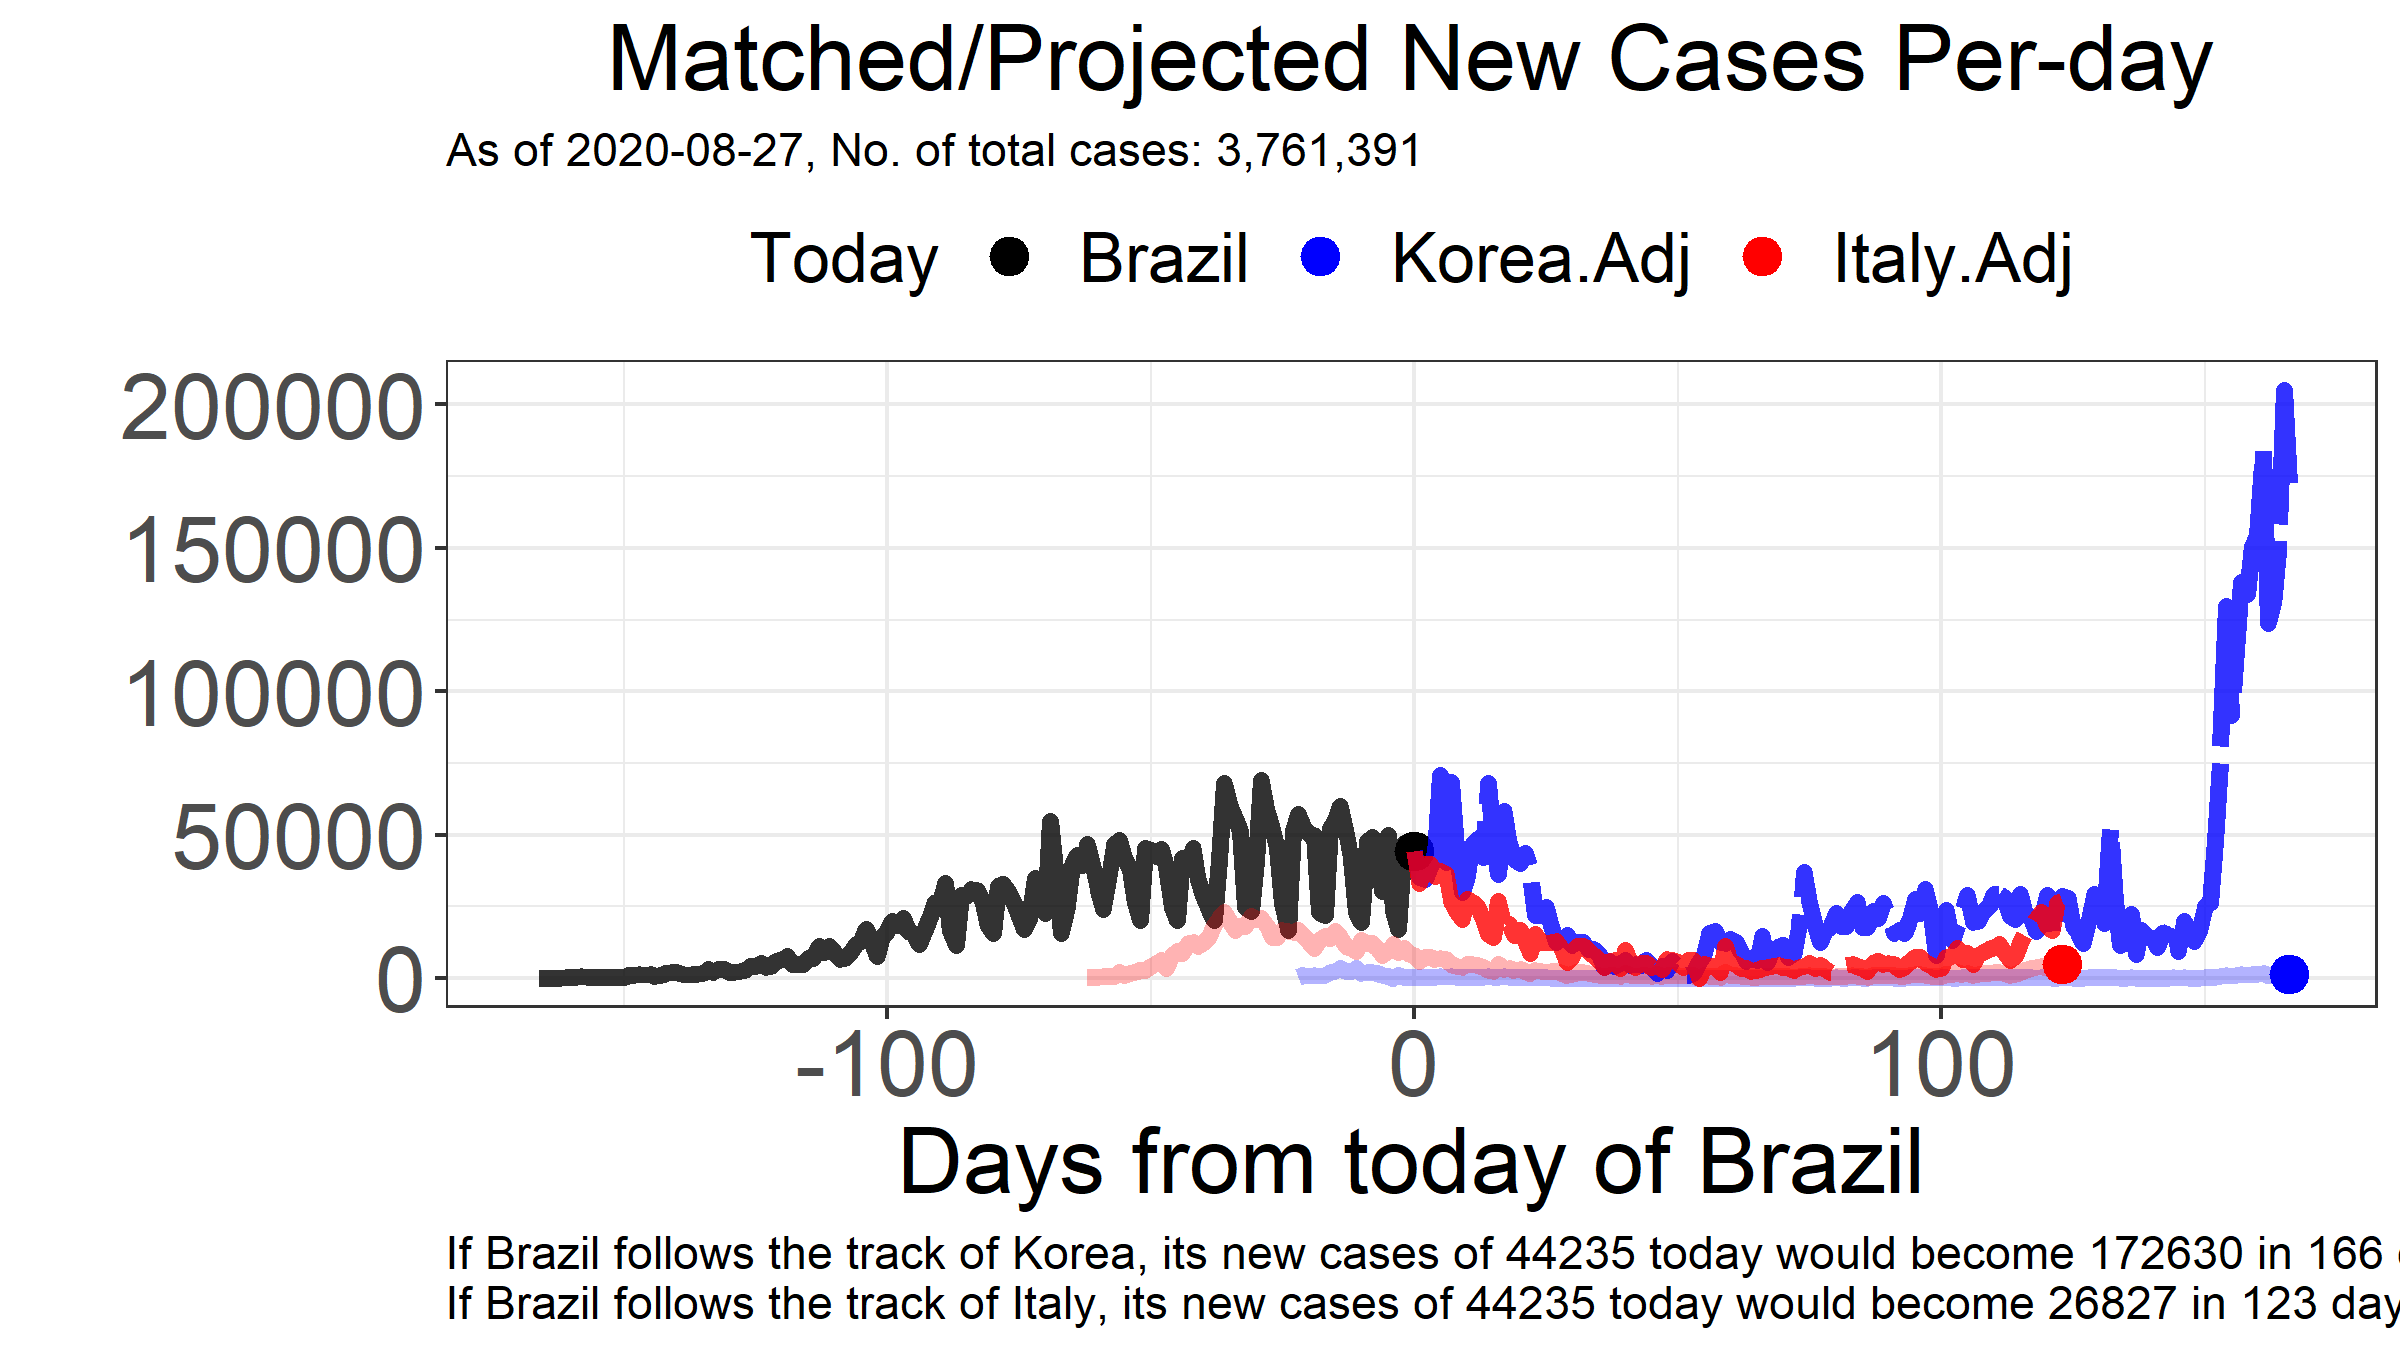 Matched/Projected New Cases Per-day
As of 2020-08-27, No. of total cases: 3,761,391
Today Brazil Korea.Adj Italy.Adj
200000
150000
100000
50000
0
-100 0 100
Days from today of Brazil
If Brazil follows the track of Korea, its new cases of 44235 today would become 172630 in 166
If Brazil follows the track of Italy, its new cases of 44235 today would become 26827 in 123 day